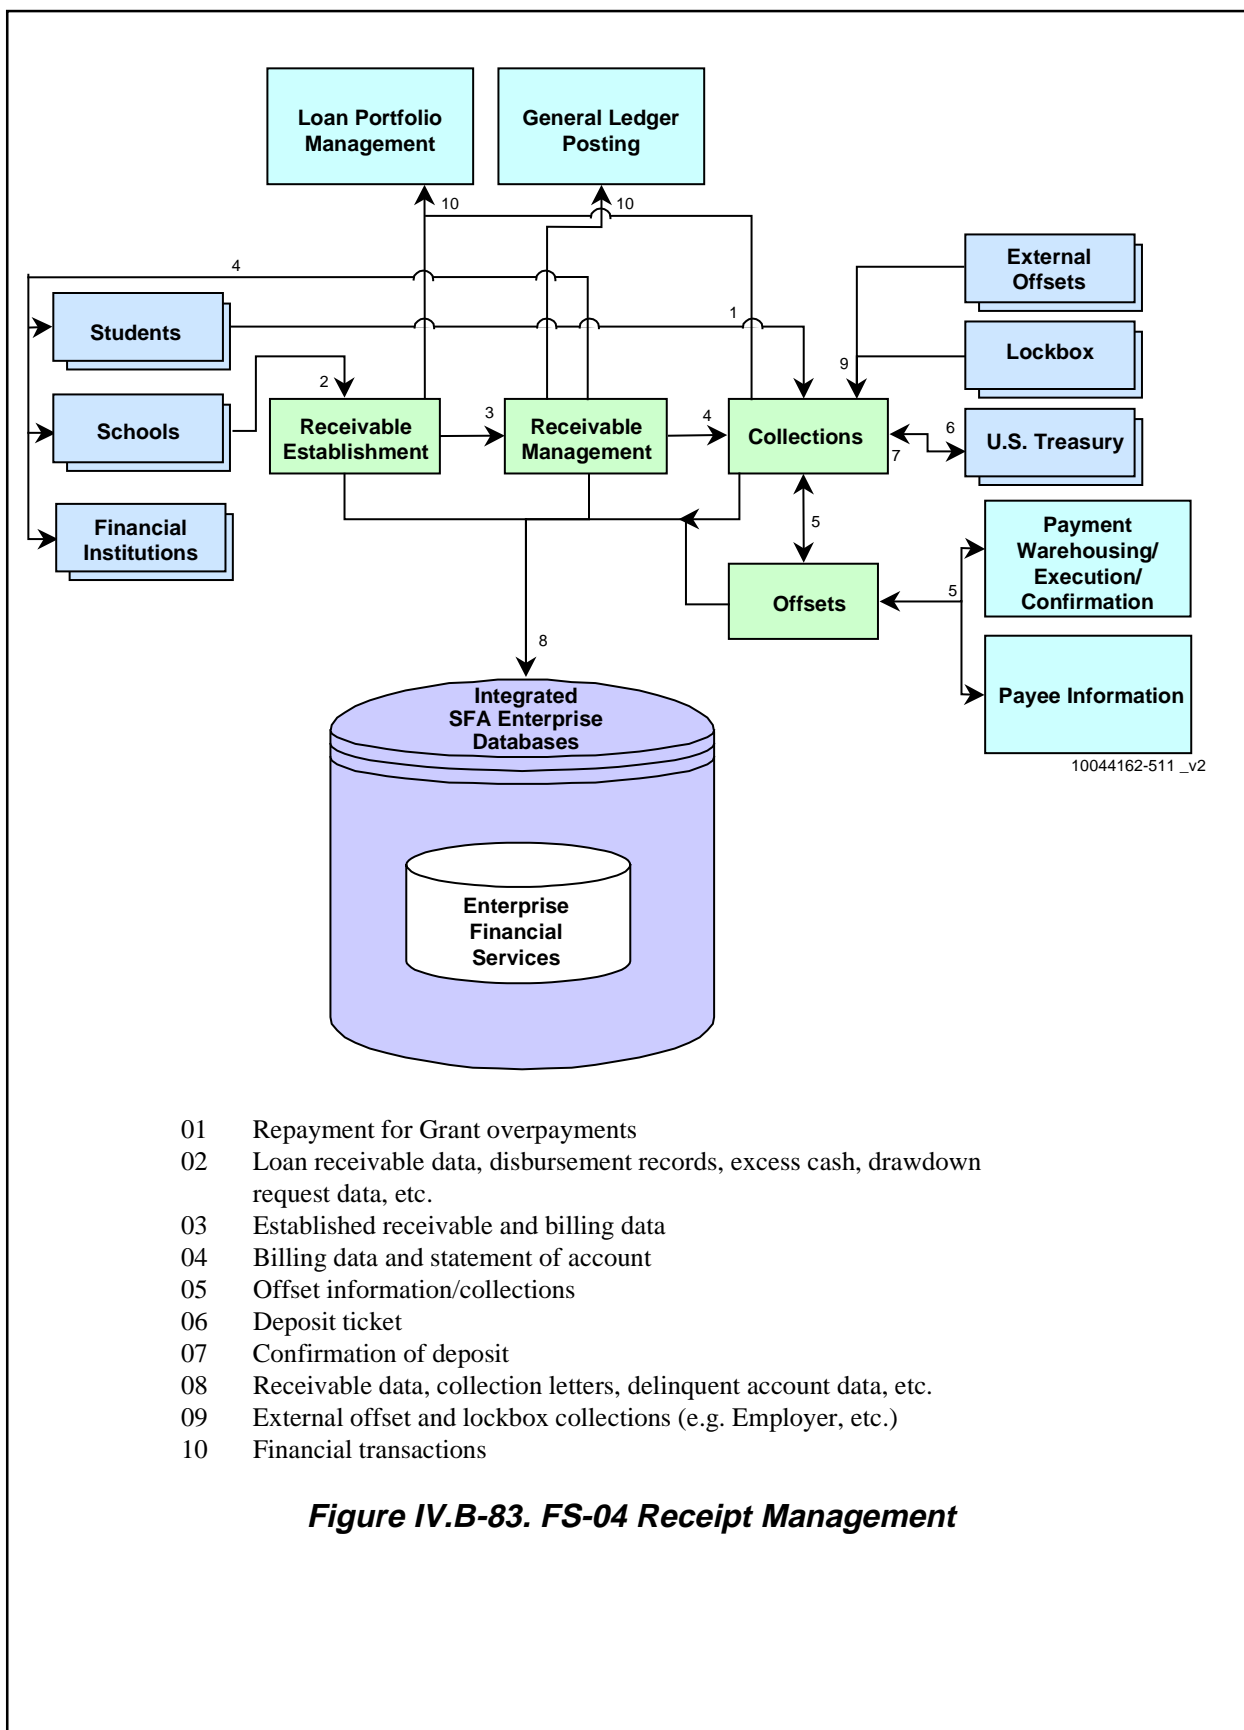 Loan Portfolio
Management
General Ledger
Posting
10
10
4
External
Offsets
Students
1
Lockbox
9
2
Schools
Receivable
Establishment
3
Receivable
Management
4
Collections
7
6
U.S. Treasury
Financial
Institutions
5
Payment
Warehousing/
Execution/
Confirmation
Offsets
5
8
Payee Information
Integrated
SFA Enterprise
Databases
10044162-511 _v2
Enterprise
Financial
Services
01 Repayment for Grant overpayments
02 Loan receivable data, disbursement records, excess cash, drawdown
request data, etc.
03 Established receivable and billing data
04 Billing data and statement of account
05 Offset information/collections
06 Deposit ticket
07 Confirmation of deposit
08 Receivable data, collection letters, delinquent account data, etc.
09 External offset and lockbox collections (e.g. Employer, etc.)
10 Financial transactions
Figure IV.B-83. FS-04 Receipt Management